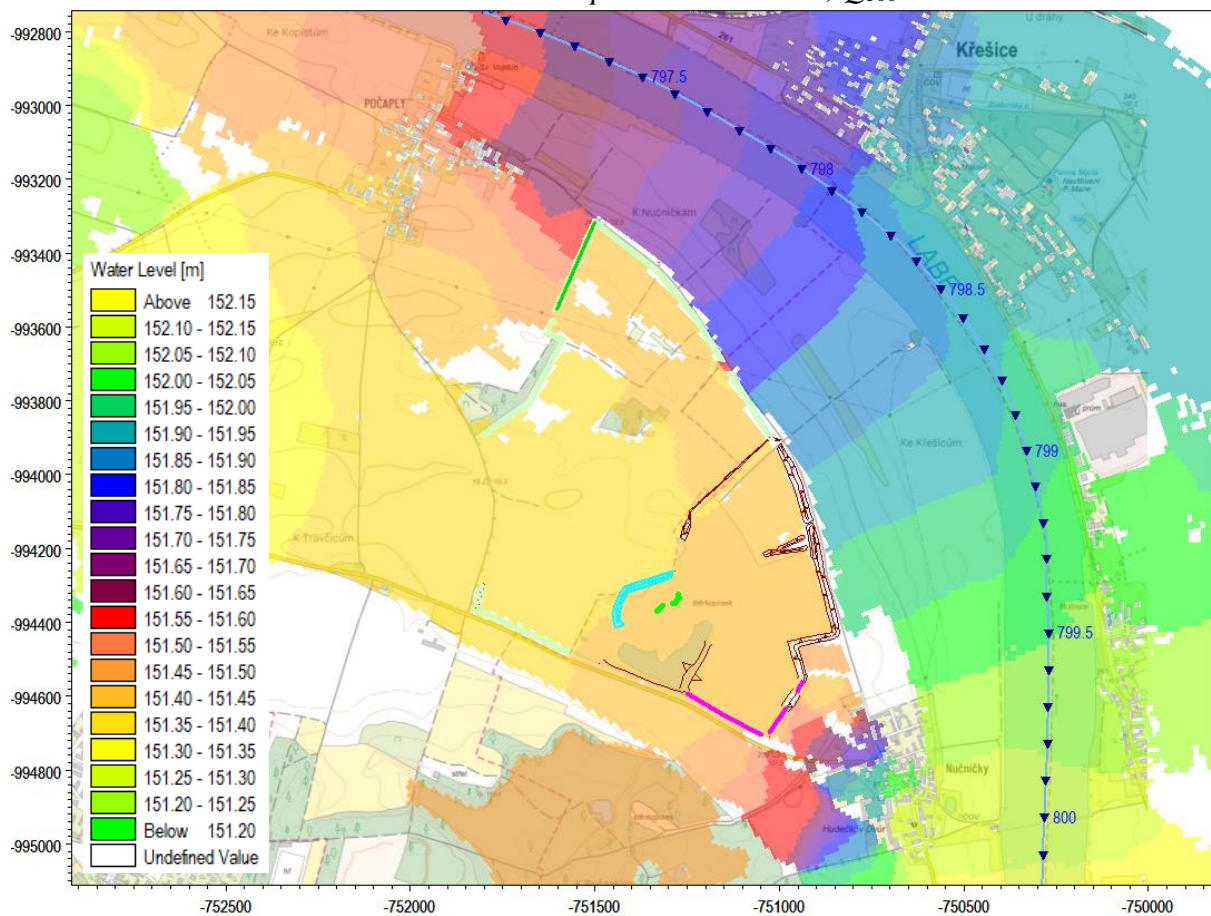 -992800
-993000
-993200
-993400
-993600
-993800
-994000
-994200
-994400
-994600
-994800
-995000
Ke Kopistům
POČAPLY
261
U dráhy
Křešice
797.5
K Nučničkám
798
LABE
798.5
Ke Křešicům
799
K Travčicům
799.5
Nučničky
Hudečkův Dvůr
ČOV
800
Water Level [m]
Above 152.15
152.10 - 152.15
152.05 - 152.10
152.00 - 152.05
151.95 - 152.00
151.90 - 151.95
151.85 - 151.90
151.80 - 151.85
151.75 - 151.80
151.70 - 151.75
151.65 - 151.70
151.60 - 151.65
151.55 - 151.60
151.50 - 151.55
151.45 - 151.50
151.40 - 151.45
151.35 - 151.40
151.30 - 151.35
151.25 - 151.30
151.20 - 151.25
Below 151.20
Undefined Value
-752500
-752000
-751500
-751000
-750500
-750000